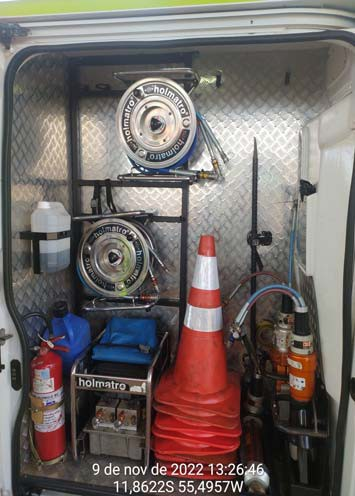 holmatro
holmatro
holmatro
holmatro
holmatro
9 de nov de 2022 13:26:46
11,8622S 55,4957W